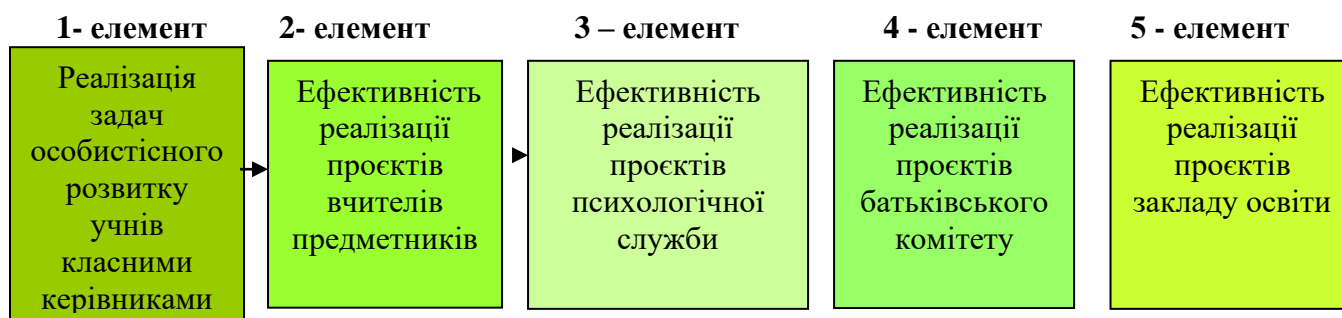 1- елемент
2- елемент
3 – елемент
4 - елемент
5 - елемент
Реалізація
задач
особистісного
розвитку
учнів
класними
керівниками
Ефективність
реалізації
проєктів
вчителів
предметників
Ефективність
реалізації
проєктів
психологічної
служби
Ефективність
реалізації
проєктів
батьківського
комітету
Ефективність
реалізації
проєктів
закладу освіти